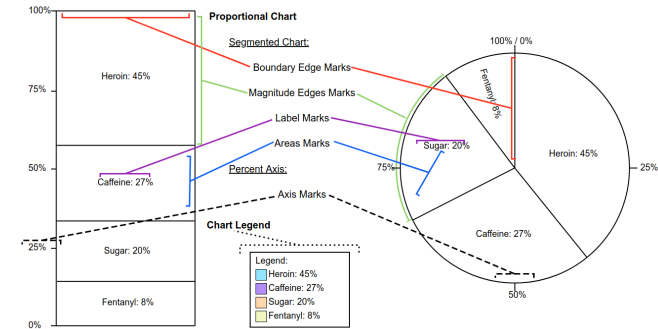 100%
75%
50%
25%
0%
Heroin: 45%
Caffeine: 27%
Sugar: 20%
Fentanyl: 8%
Proportional Chart
Segmented Chart:
Boundary Edge Marks
Magnitude Edges Marks
Label Marks
Areas Marks
Percent Axis:
Axis Marks
Chart Legend
Legend:
Heroin: 45%
Caffeine: 27%
Sugar: 20%
Fentanyl: 8%
100% / 0%
25%
50%
75%
Fentanyl: 8%
Heroin: 45%
Sugar: 20%
Caffeine: 27%